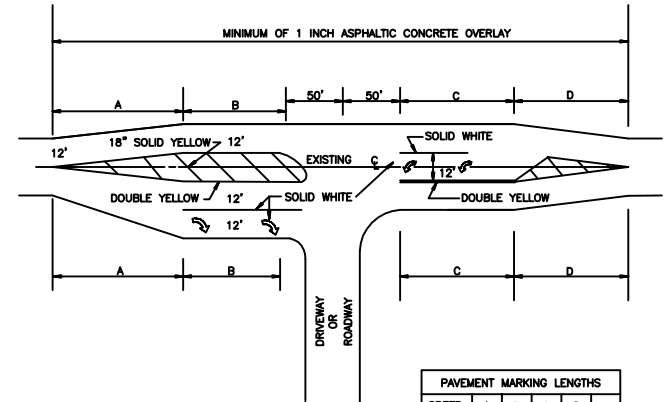 MINIMUM OF 1 INCH ASPHALTIC CONCRETE OVERLAY
A
B
50'
50'
C
D
12'
18" SOLID YELLOW
12'
SOLID WHITE
EXISTING ℄
12'
DOUBLE YELLOW
12'
SOLID WHITE
DOUBLE YELLOW
12'
A
B
C
D
DRIVEWAY
OR
ROADWAY
PAVEMENT MARKING LENGTHS